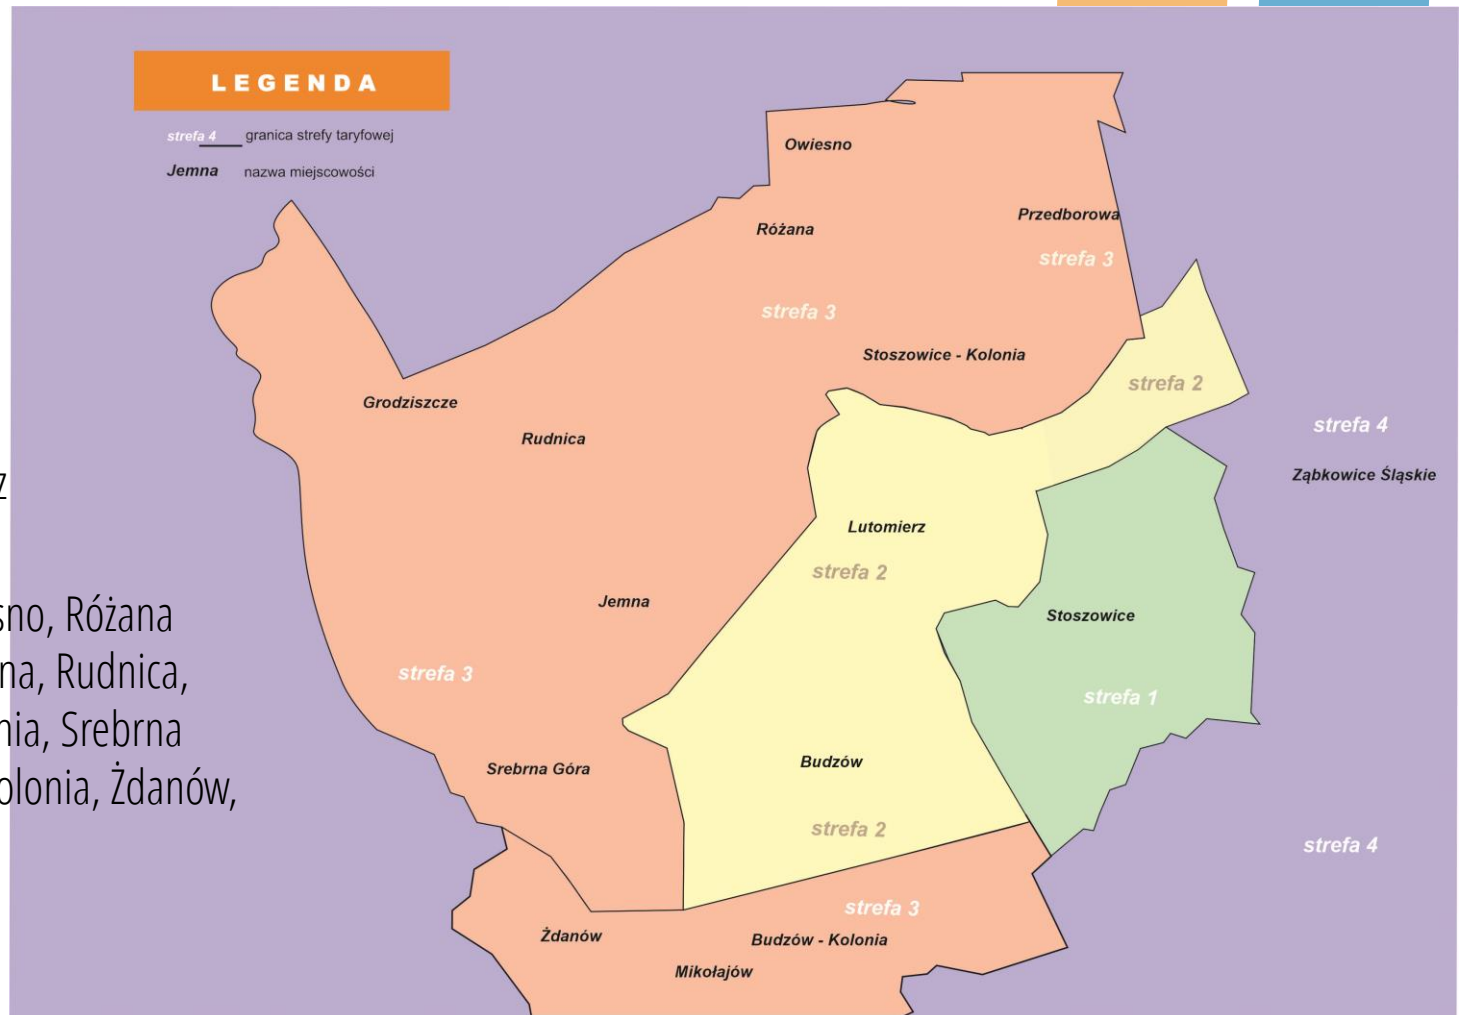 LEGENDA
strefa 4 granica strefy taryfowej
Jemna nazwa miejscowości
Owiesno
Przedborowa
Różana
strefa 3
strefa 3
Stoszowice - Kolonia
strefa 2
Grodziszcze
strefa 4
Rudnica
Ząbkowice Śląskie
z
Lutomierz
strefa 2
Jemna
sno, Różana
Stoszowice
na, Rudnica,
strefa 3
strefa 1
nia, Srebrna
Budzów
Srebrna Góra
olonia, Żdanów,
strefa 2
strefa 4
strefa 3
Żdanów
Budzów - Kolonia
Mikołajów